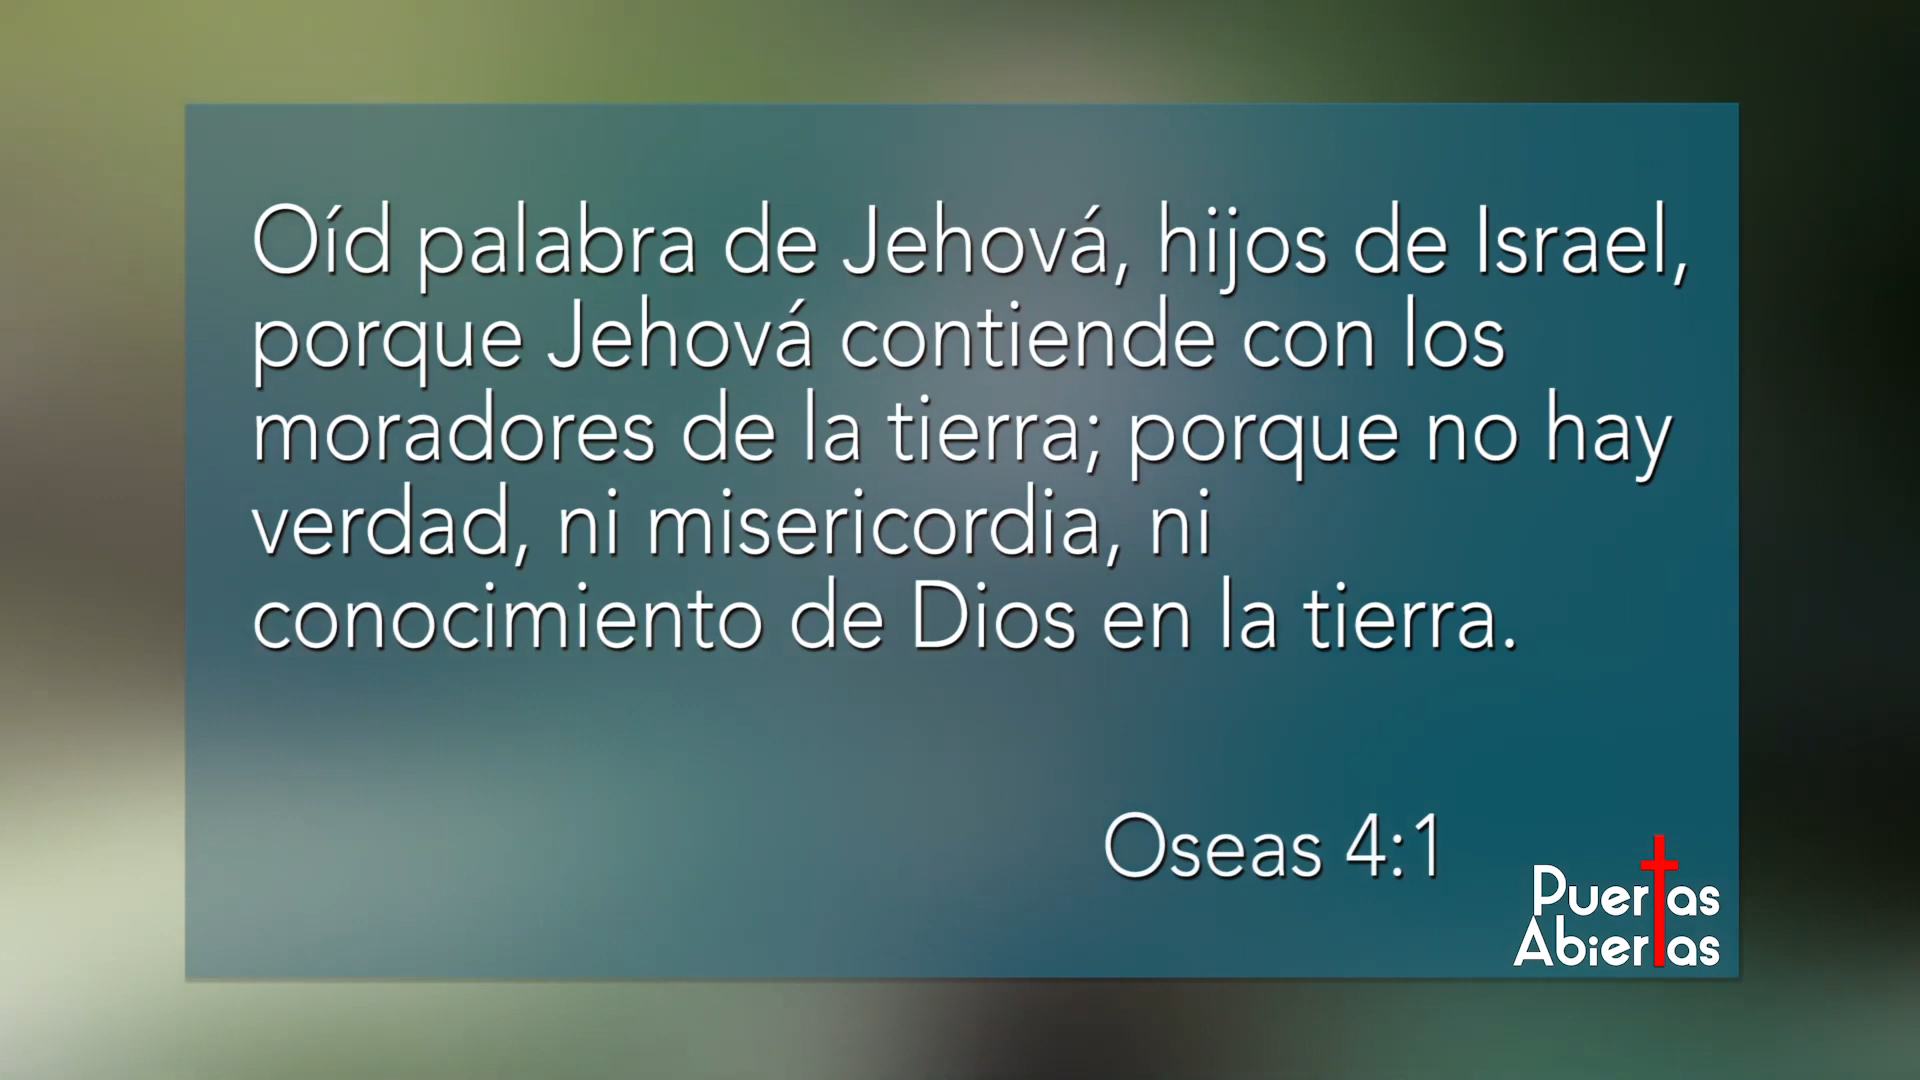 Oíd palabra de Jehová, hijos de Israel,
porque Jehová contiende con los
moradores de la tierra; porque no hay
verdad, ni misericordia, ni
conocimiento de Dios en la tierra.
Oseas 4:1
Puertas
Abiertas